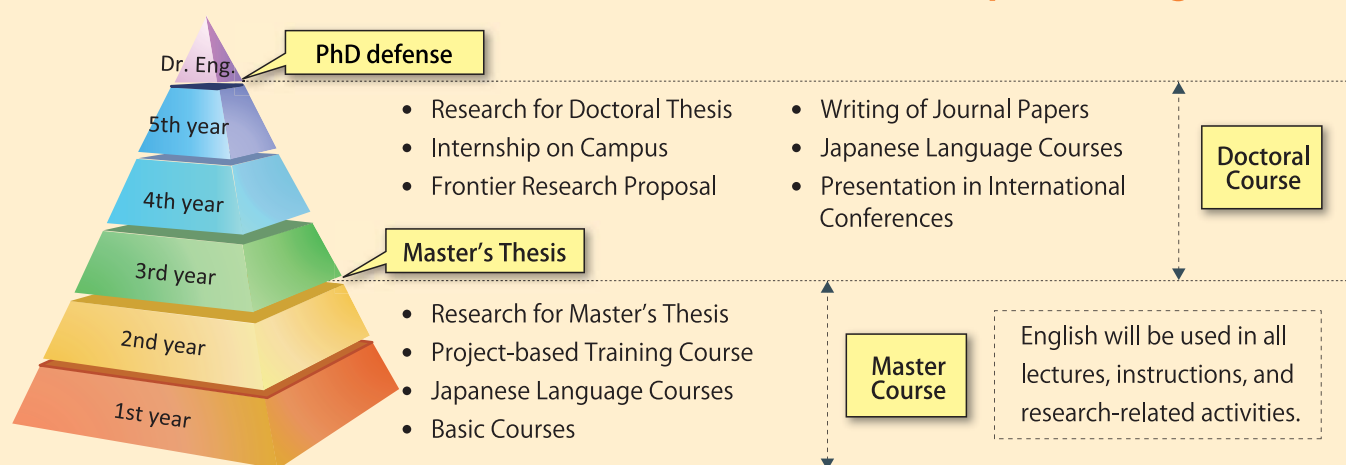 Dr. Eng.
PhD defense
5th year
4th year
3rd year
2nd year
1st year
• Research for Doctoral Thesis
• Internship on Campus
• Frontier Research Proposal
• Writing of Journal Papers
• Japanese Language Courses
• Presentation in International
Conferences
Doctoral
Course
Master's Thesis
• Research for Master's Thesis
• Project-based Training Course
• Japanese Language Courses
• Basic Courses
Master
Course
English will be used in all
lectures, instructions, and
research-related activities.